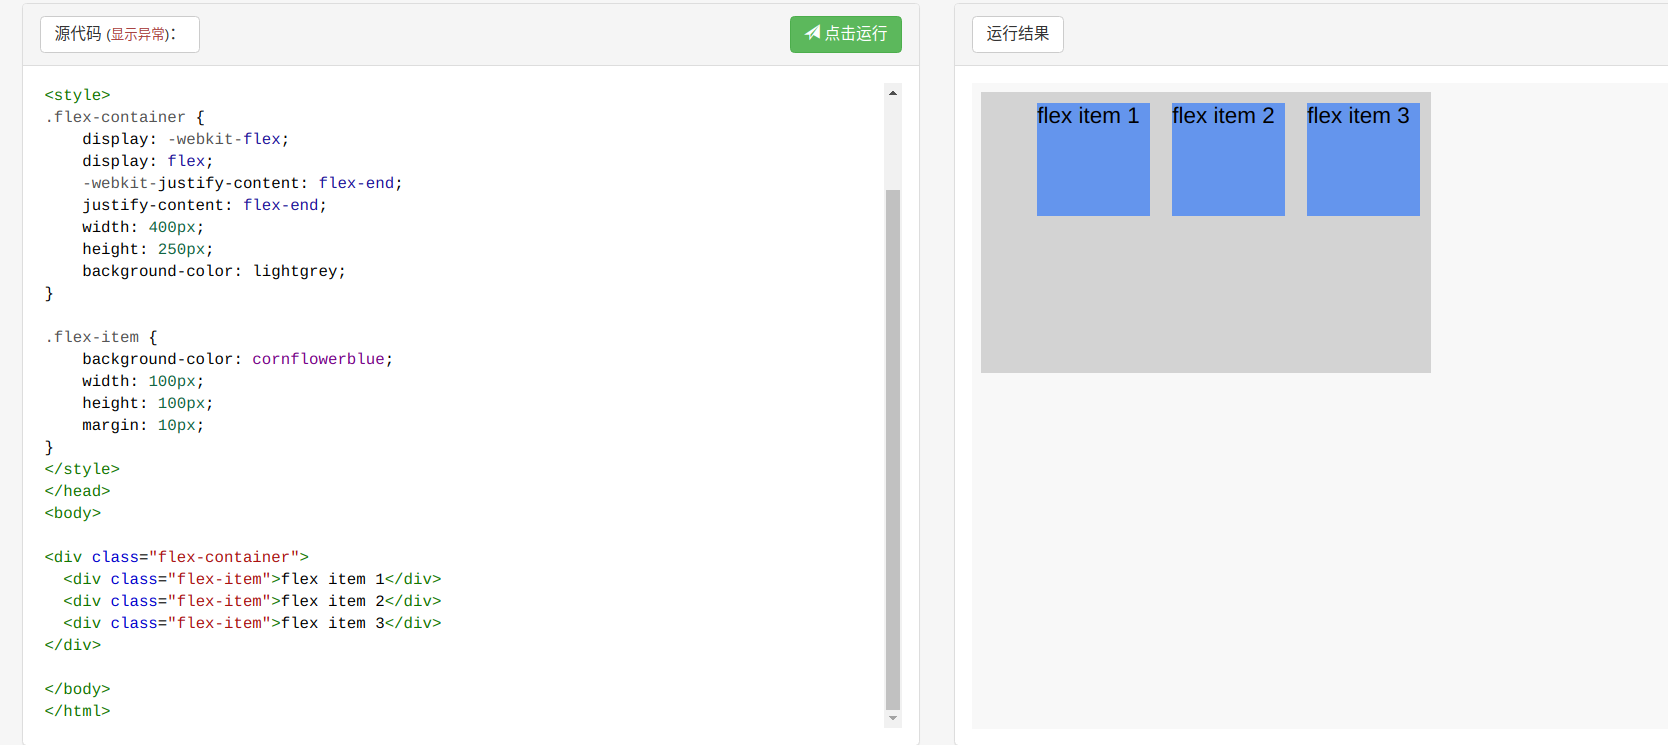 源代码 (显示异常)：
点击运行
<style>
.flex-container {
    display: -webkit-flex;
    display: flex;
    -webkit-justify-content: flex-end;
    justify-content: flex-end;
    width: 400px;
    height: 250px;
    background-color: lightgrey;
}
.flex-item {
    background-color: cornflowerblue;
    width: 100px;
    height: 100px;
    margin: 10px;
}
</style>
</head>
<body>
<div class="flex-container">
  <div class="flex-item">flex item 1</div>
  <div class="flex-item">flex item 2</div>
  <div class="flex-item">flex item 3</div>
</div>
</body>
</html>
运行结果
flex item 1
flex item 2
flex item 3